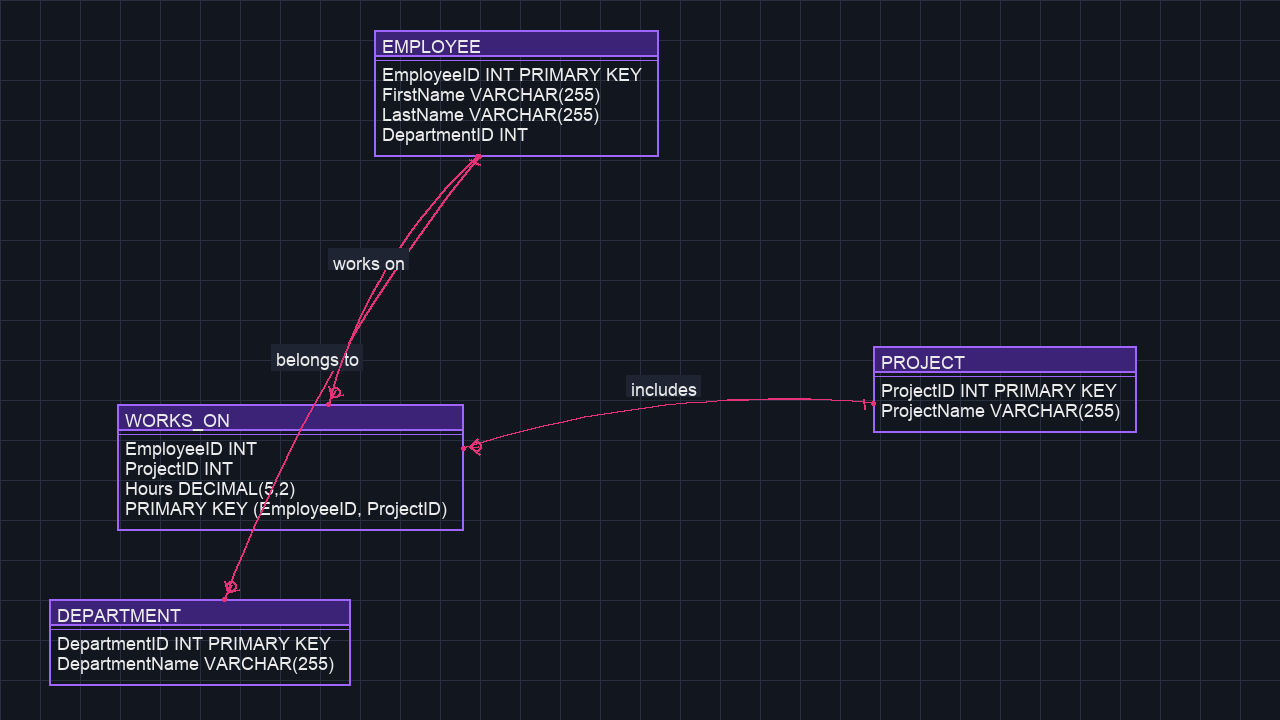 EMPLOYEE
EmployeeID INT PRIMARY KEY
FirstName VARCHAR(255)
LastName VARCHAR(255)
DepartmentID INT
works on
belongs to
includes
PROJECT
ProjectID INT PRIMARY KEY
ProjectName VARCHAR(255)
WORKS_ON
EmployeeID INT
ProjectID INT
Hours DECIMAL(5,2)
PRIMARY KEY (EmployeeID, ProjectID)
DEPARTMENT
DepartmentID INT PRIMARY KEY
DepartmentName VARCHAR(255)